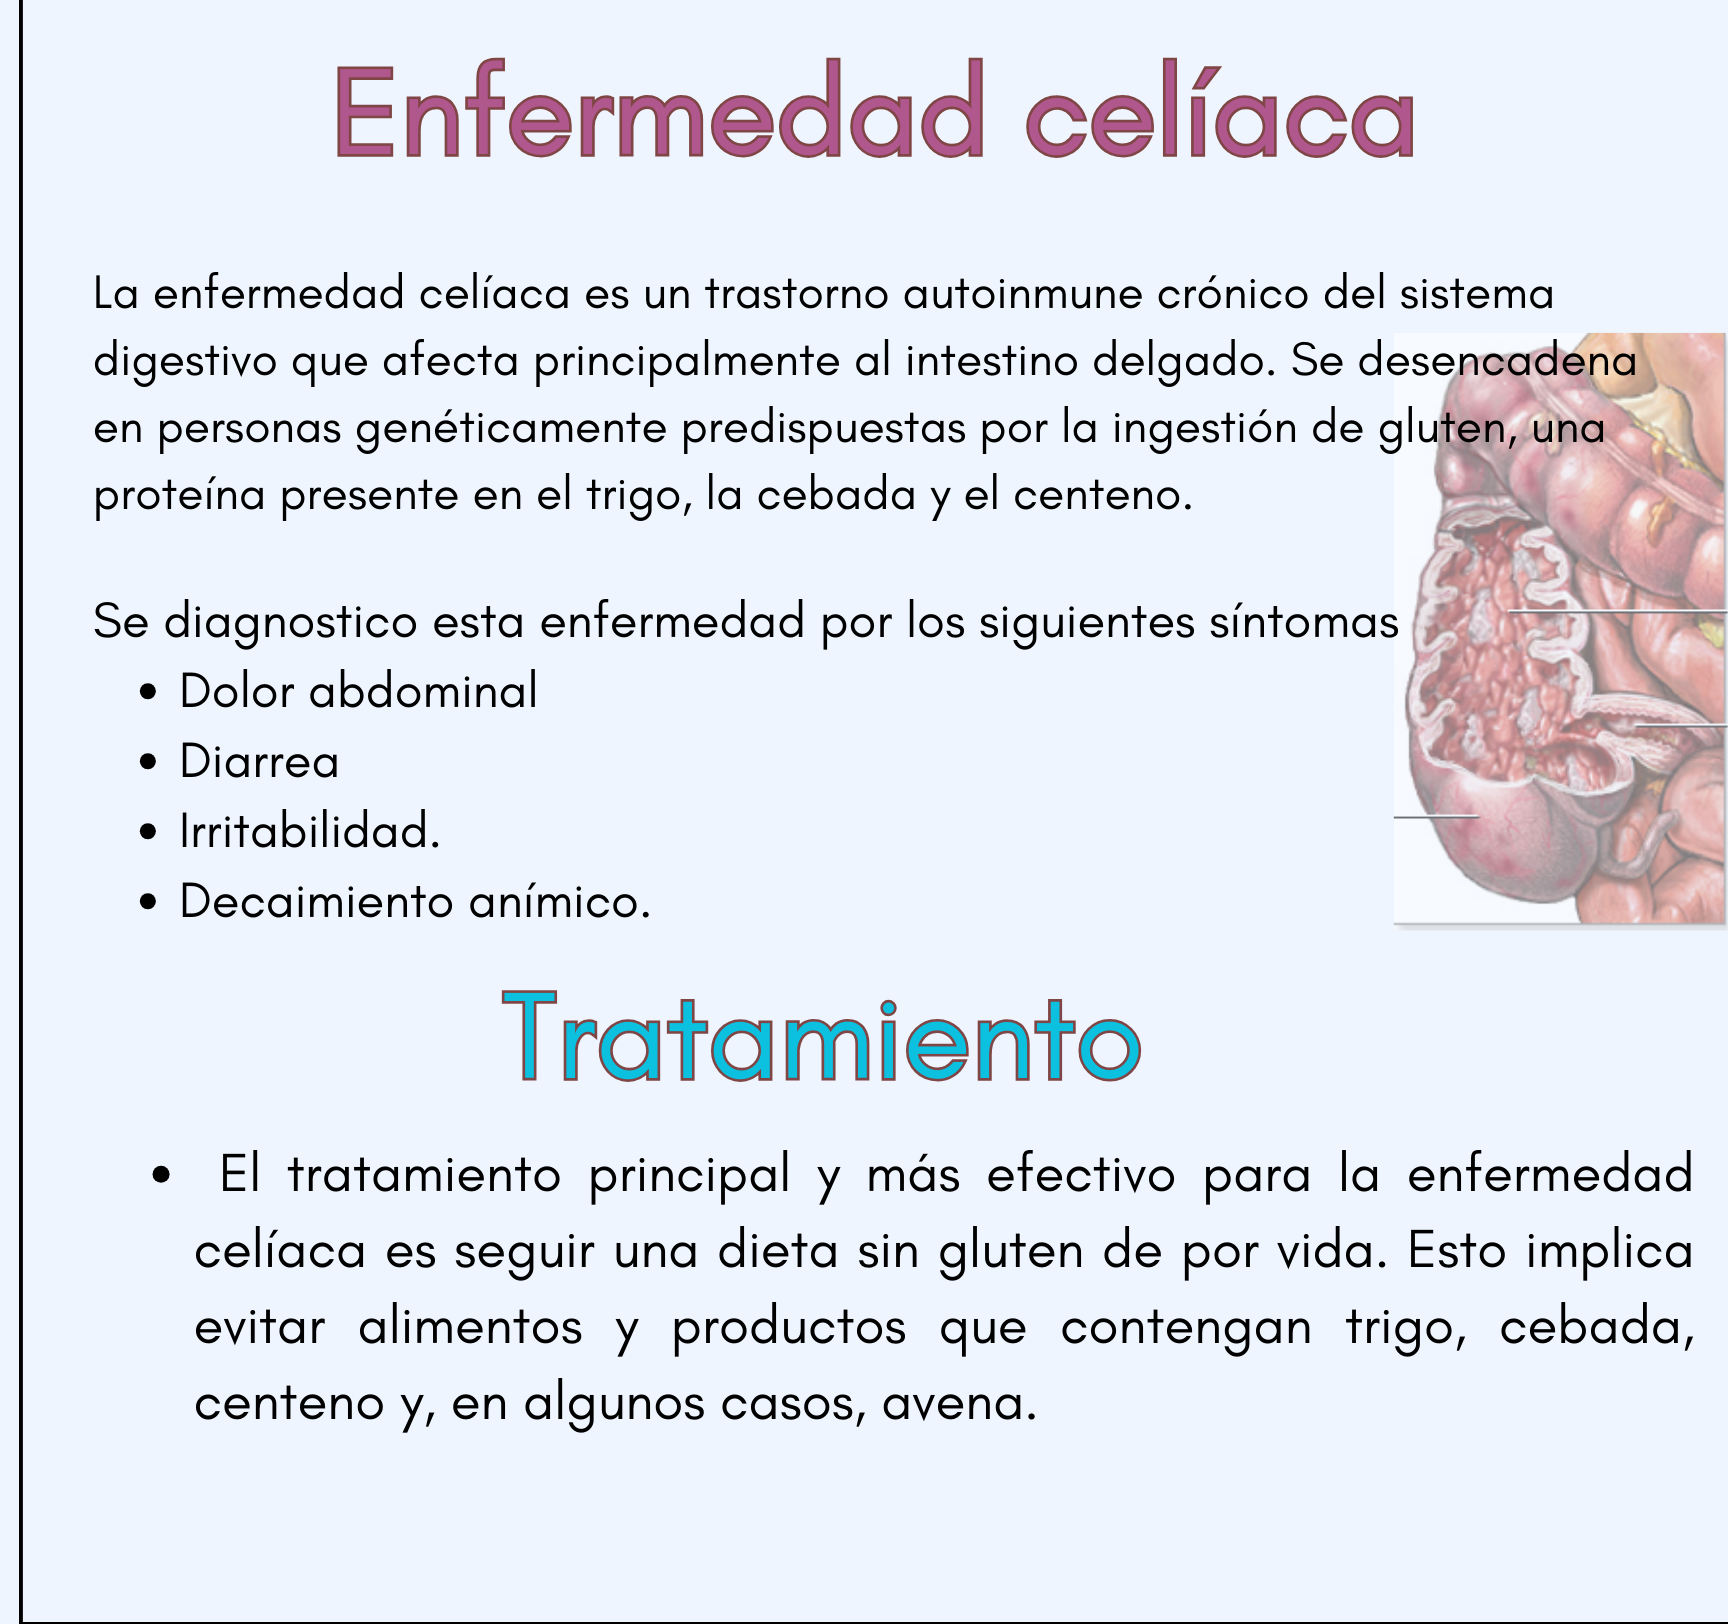 Enfermedad celíaca
La enfermedad celíaca es un trastorno autoinmune crónico del sistema
digestivo que afecta principalmente al intestino delgado. Se desencadena
en personas genéticamente predispuestas por la ingestión de gluten, una
proteína presente en el trigo, la cebada y el centeno.
Se diagnostico esta enfermedad por los siguientes síntomas
• Dolor abdominal
• Diarrea
• Irritabilidad.
• Decaimiento anímico.
Tratamiento
• El tratamiento principal y más efectivo para la enfermedad
celíaca es seguir una dieta sin gluten de por vida. Esto implica
evitar alimentos y productos que contengan trigo, cebada,
centeno y, en algunos casos, avena.